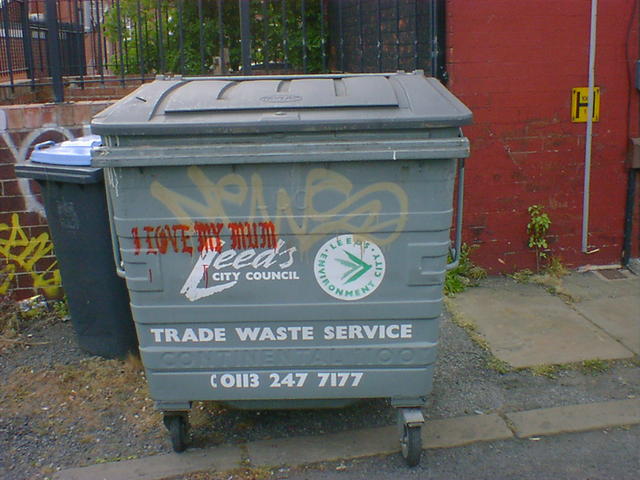 I LOVE MY MUM
Leeds
CITY COUNCIL
· LEEDS · ENVIRONMENT CITY
TRADE WASTE SERVICE
CONTINENTAL 1100
0113 247 7177
H